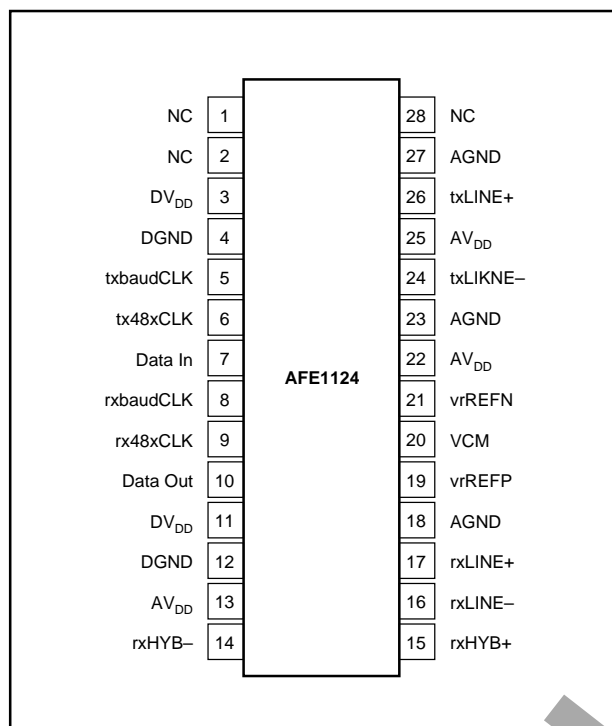 NC 1 28 NC
NC 2 27 AGND
DVDD 3 26 txLINE+
DGND 4 25 AVDD
txbaudCLK 5 24 txLIKNE–
tx48xCLK 6 23 AGND
Data In 7 22 AVDD
AFE1124
rxbaudCLK 8 21 vrREFN
rx48xCLK 9 20 VCM
Data Out 10 19 vrREFP
DVDD 11 18 AGND
DGND 12 17 rxLINE+
AVDD 13 16 rxLINE–
rxHYB– 14 15 rxHYB+